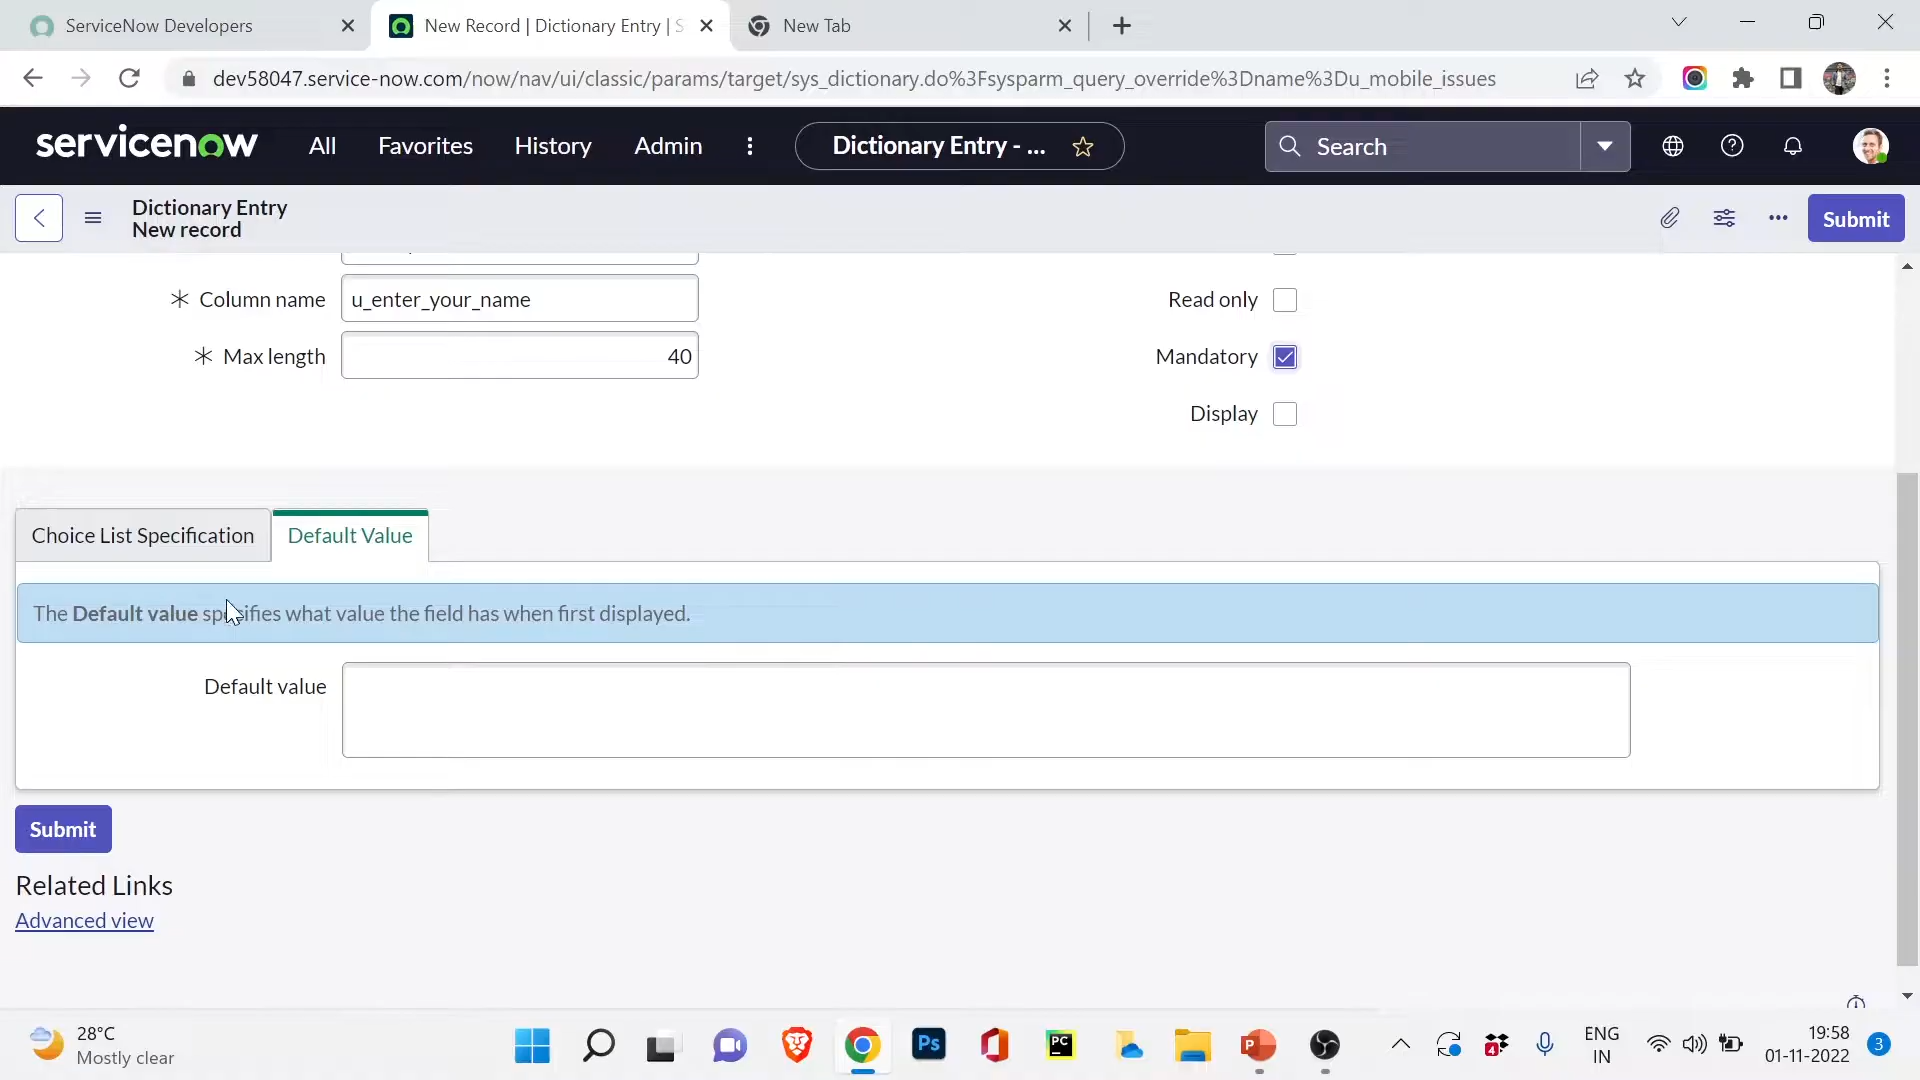 ServiceNow Developers
New Record | Dictionary Entry | S
New Tab
dev58047.service-now.com/now/nav/ui/classic/params/target/sys_dictionary.do%3Fsysparm_query_override%3Dname%3Du_mobile_issues
servicenow
All
Favorites
History
Admin
Dictionary Entry - ...
Search
Dictionary Entry
New record
Submit
Column name
u_enter_your_name
Read only
Max length
40
Mandatory
Display
Choice List Specification
Default Value
The Default value specifies what value the field has when first displayed.
Default value
Submit
Related Links
Advanced view
28°C
Mostly clear
Ps
PC
P
4
ENG
IN
19:58
01-11-2022
3